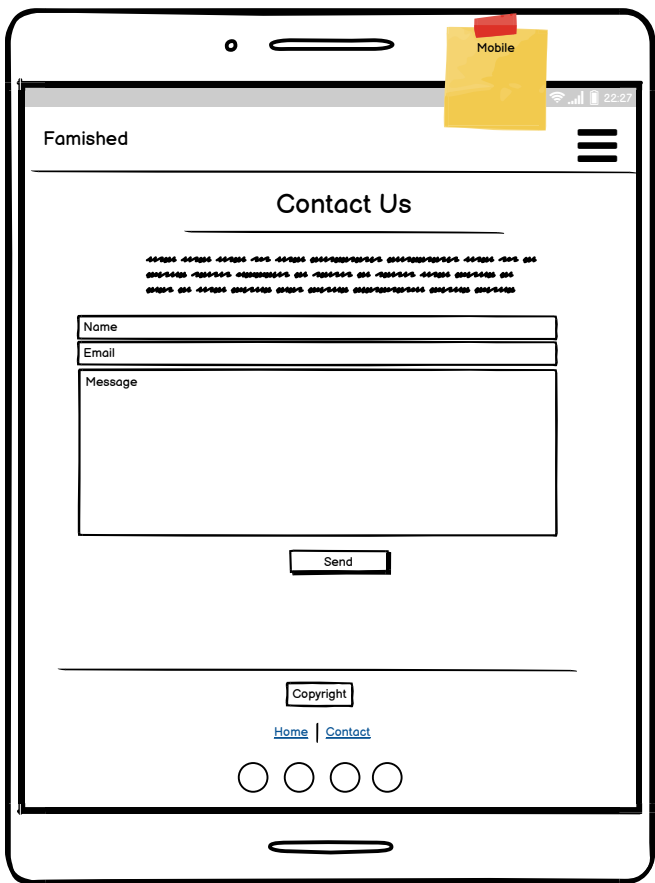 Mobile
22:27
Famished
Contact Us
Name
Email
Message
Send
Copyright
Home | Contact